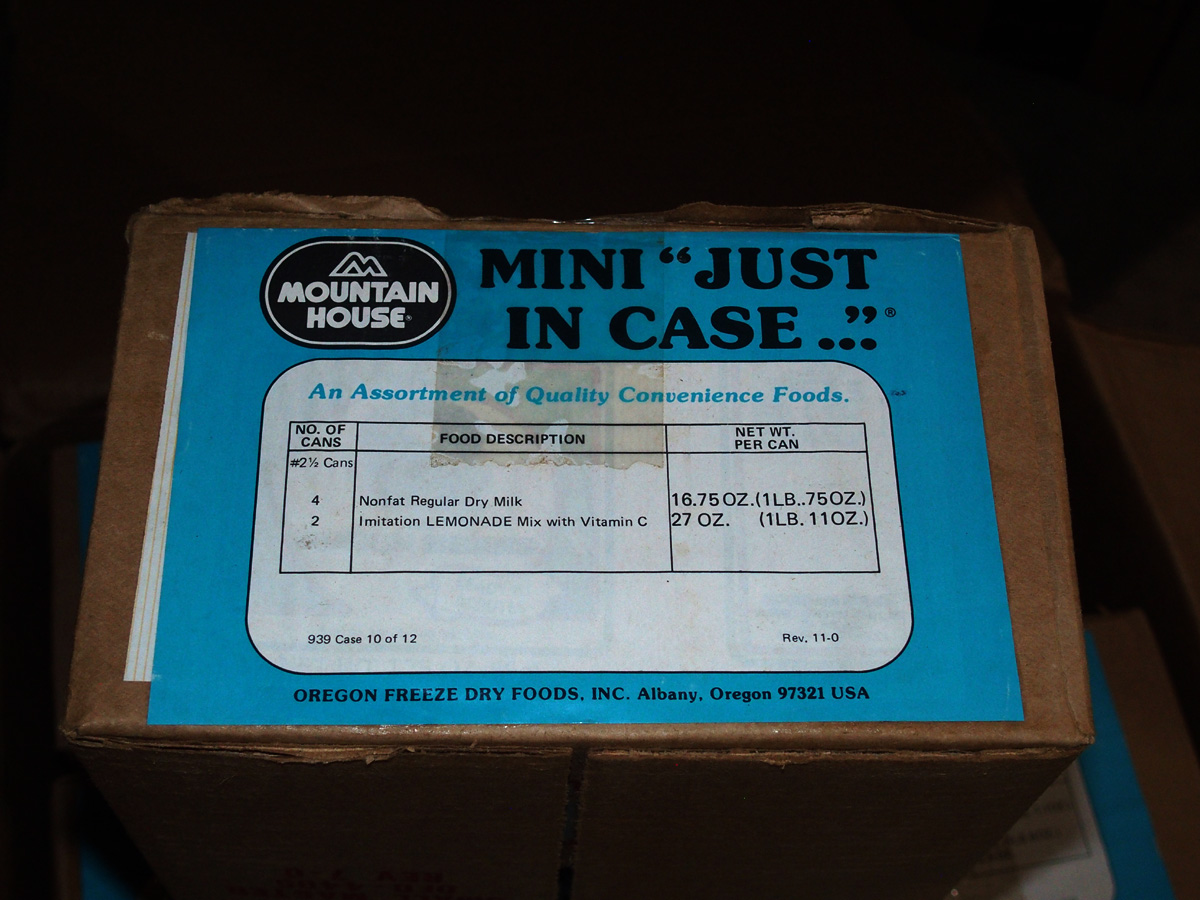 MOUNTAIN
HOUSE®
MINI “JUST
IN CASE...”®
An Assortment of Quality Convenience Foods.
NO. OF
CANS
FOOD DESCRIPTION
NET WT.
PER CAN
#2½ Cans
4 Nonfat Regular Dry Milk 16.75 OZ.(1LB..75OZ.)
2 Imitation LEMONADE Mix with Vitamin C 27 OZ. (1LB. 11OZ.)
939 Case 10 of 12
Rev. 11-0
OREGON FREEZE DRY FOODS, INC. Albany, Oregon 97321 USA